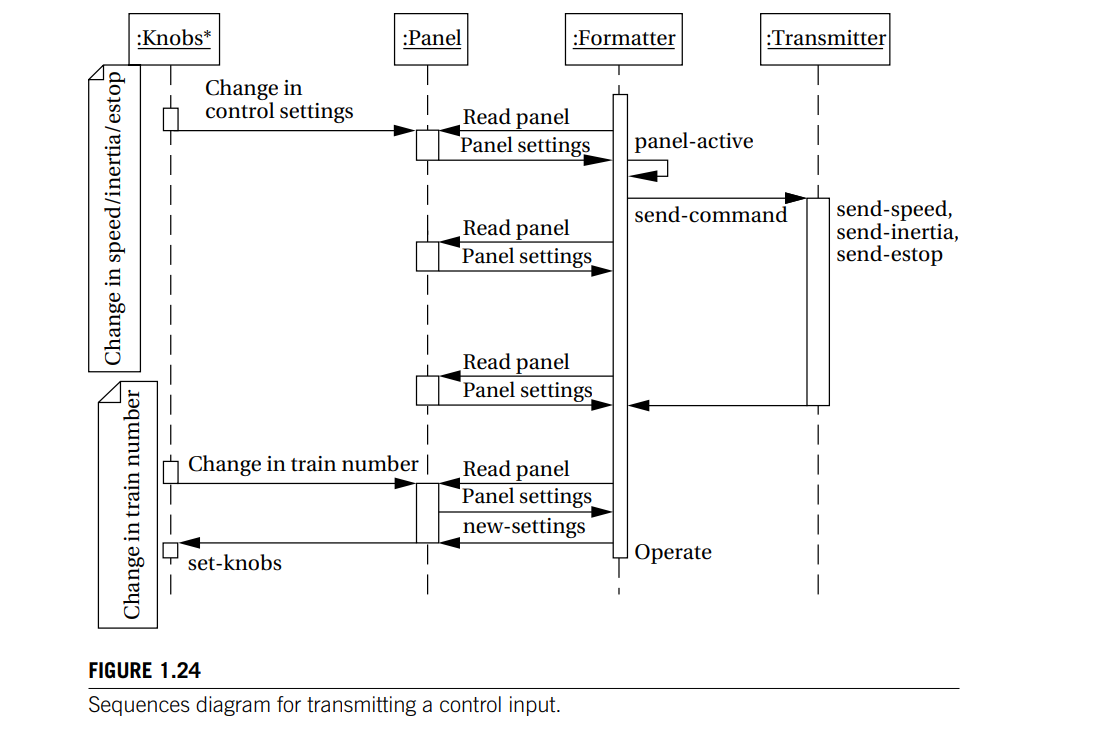 :Knobs*
:Panel
:Formatter
:Transmitter
Change in speed/inertia/estop
Change in
control settings
Read panel
Panel settings
panel-active
send-command
send-speed,
send-inertia,
send-estop
Read panel
Panel settings
Read panel
Panel settings
Change in train number
Change in train number
Read panel
Panel settings
new-settings
set-knobs
Operate
FIGURE 1.24
Sequences diagram for transmitting a control input.